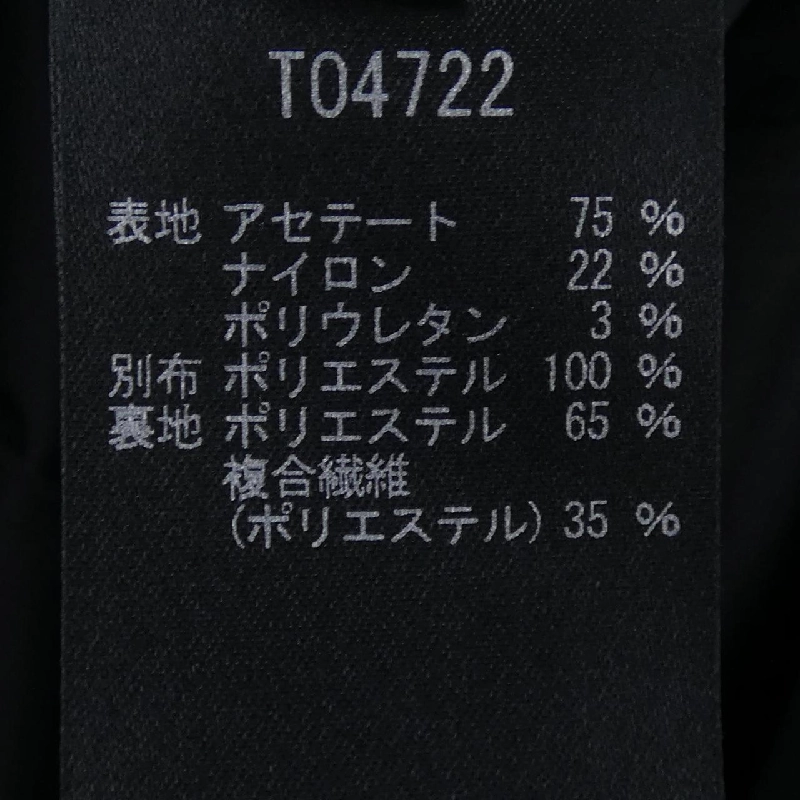 T04722
表地 アセテート 75 %
ナイロン 22 %
ポリウレタン 3 %
別布 ポリエステル 100 %
裏地 ポリエステル 65 %
複合繊維
(ポリエステル) 35 %